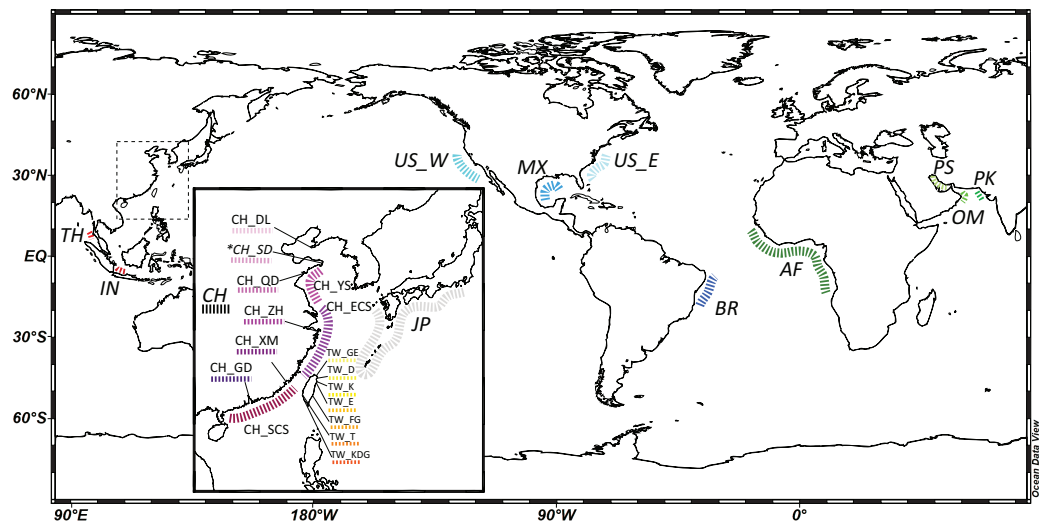 60°N
30°N
EQ
30°S
60°S
90°E
180°W
90°W
0°
US_W
MX
US_E
PS
PK
OM
TH
IN
AF
BR
CH_DL
*CH_SD
CH_QD
CH_YS
CH
CH_ECS
CH_ZH
JP
CH_XM
CH_GD
CH_SCS
TW_GE
TW_D
TW_K
TW_E
TW_FG
TW_T
TW_KDG
Ocean Data View